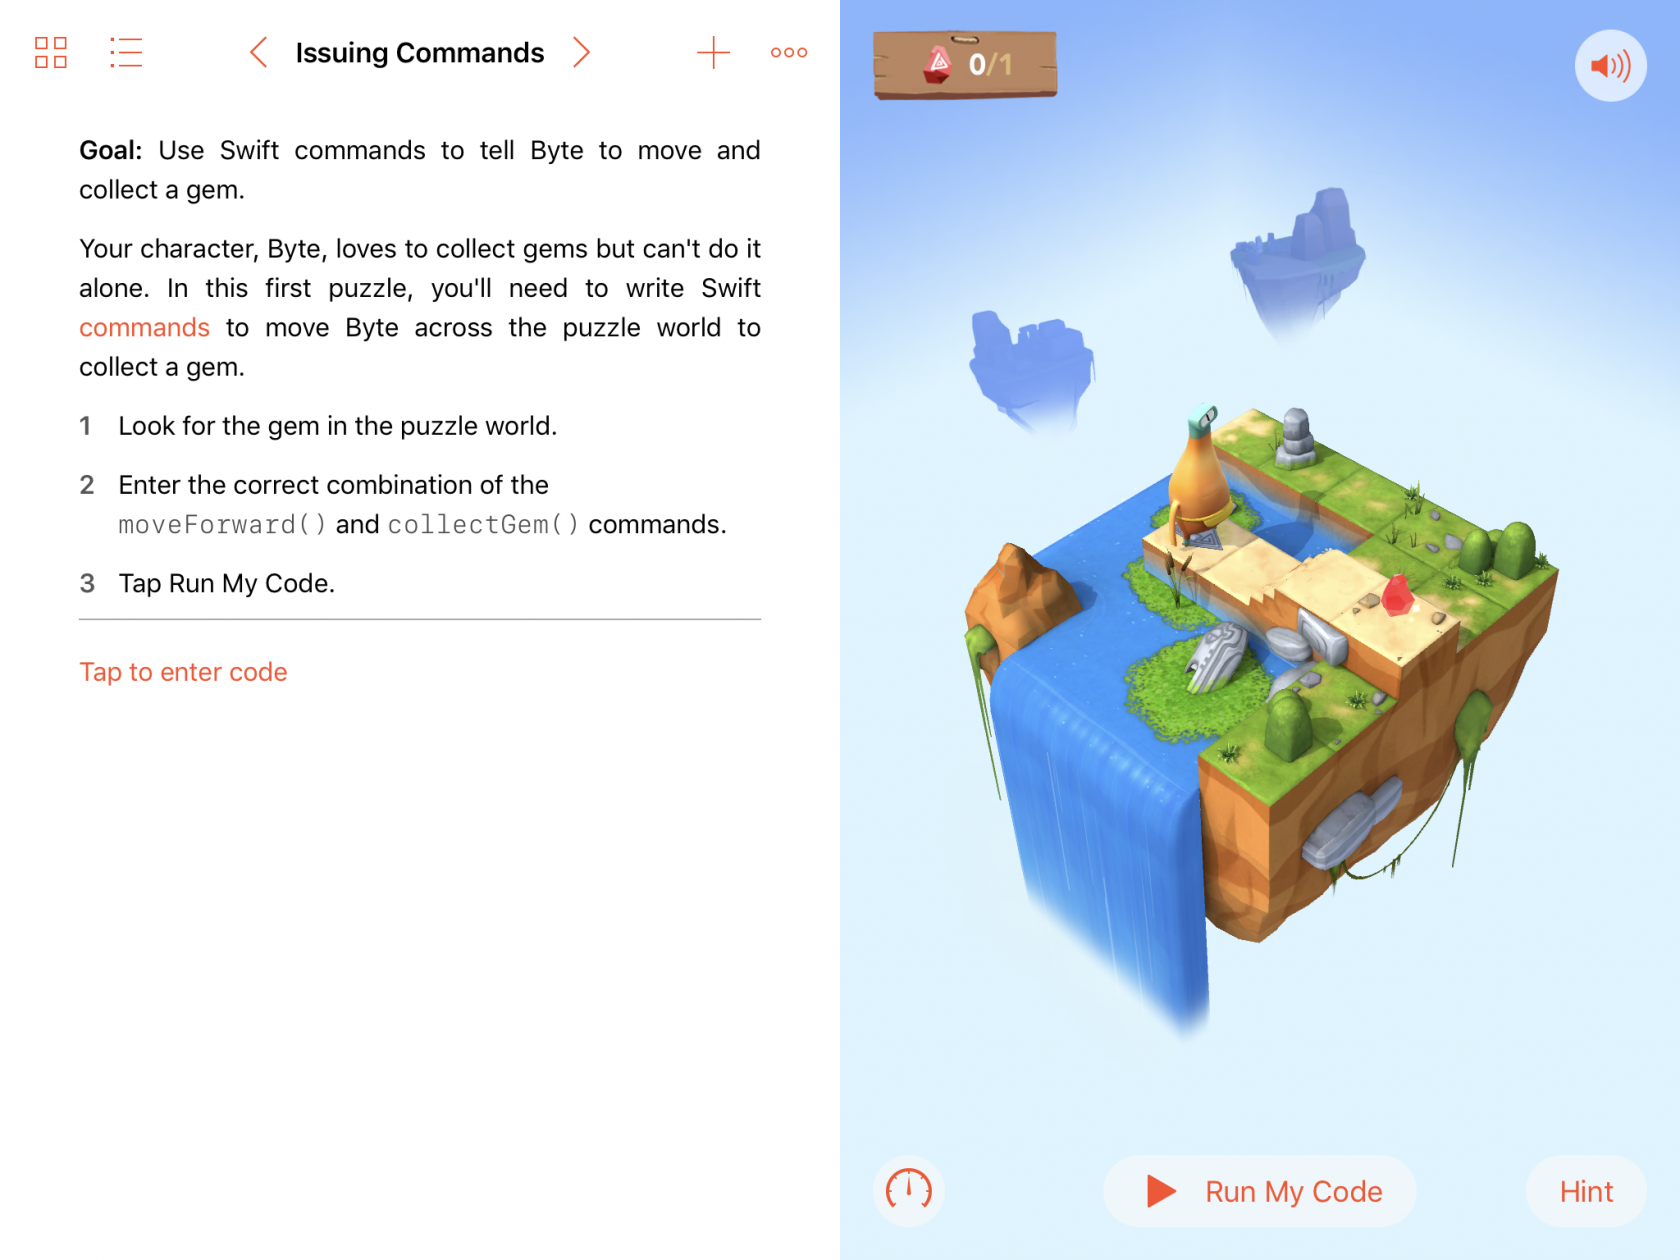 Issuing Commands
Goal: Use Swift commands to tell Byte to move and
collect a gem.
Your character, Byte, loves to collect gems but can't do it
alone. In this first puzzle, you'll need to write Swift
commands to move Byte across the puzzle world to
collect a gem.
1 Look for the gem in the puzzle world.
2 Enter the correct combination of the
moveForward() and collectGem() commands.
3 Tap Run My Code.
Tap to enter code
0/1
Run My Code
Hint